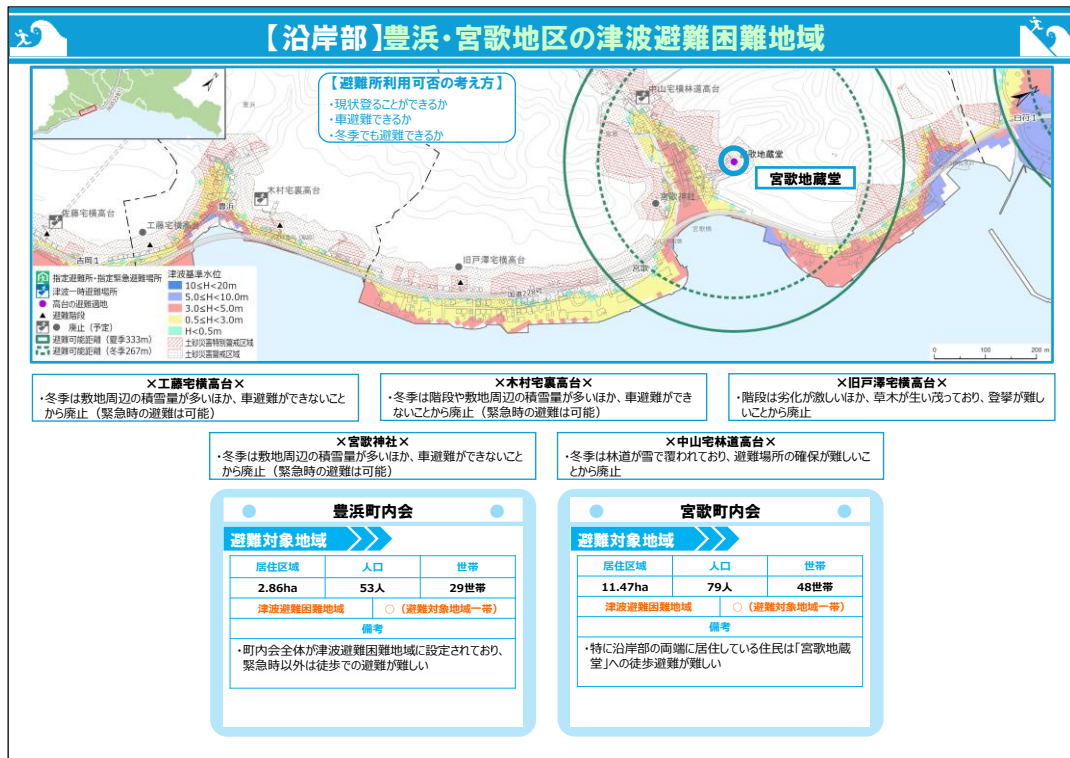 【沿岸部】豊浜・宮歌地区の津波避難困難地域
【避難所利用可否の考え方】
・現状登ることができるか
・車避難できるか
・冬季でも避難できるか
中山宅横林道高台
白符1
宮歌地蔵堂
宮歌地蔵堂
宮歌神社
木村宅裏高台
豊浜
佐藤宅横高台
工藤宅横高台
吉岡1
旧戸澤宅横高台
宮歌
国道228号
指定避難所・指定緊急避難場所
津波一時避難場所
高台の避難適地
避難階段
廃止（予定）
避難可能距離（夏季333m）
避難可能距離（冬季267m）
津波基準水位
10≦H<20m
5.0≦H<10.0m
3.0≦H<5.0m
0.5≦H<3.0m
H<0.5m
土砂災害特別警戒区域
土砂災害警戒区域
0 100 200 m
×工藤宅横高台×
・冬季は敷地周辺の積雪量が多いほか、車避難ができないこと
から廃止（緊急時の避難は可能）
×木村宅裏高台×
・冬季は階段や敷地周辺の積雪量が多いほか、車避難ができ
ないことから廃止（緊急時の避難は可能）
×旧戸澤宅横高台×
・階段は劣化が激しいほか、草木が生い茂っており、登攀が難し
いことから廃止
×宮歌神社×
・冬季は敷地周辺の積雪量が多いほか、車避難ができないこと
から廃止（緊急時の避難は可能）
×中山宅林道高台×
・冬季は林道が雪で覆われており、避難場所の確保が難しいこ
とから廃止
豊浜町内会
避難対象地域
居住区域 人口 世帯
2.86ha 53人 29世帯
津波避難困難地域 ○（避難対象地域一帯）
備考
・町内会全体が津波避難困難地域に設定されており、
緊急時以外は徒歩での避難が難しい
宮歌町内会
避難対象地域
居住区域 人口 世帯
11.47ha 79人 48世帯
津波避難困難地域 ○（避難対象地域一帯）
備考
・特に沿岸部の両端に居住している住民は「宮歌地蔵
堂」への徒歩避難が難しい